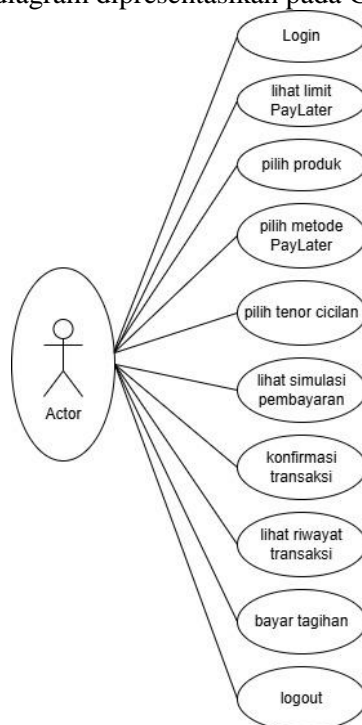 diagram dipresentasikan pada
Login
lihat limit
PayLater
pilih produk
pilih metode
PayLater
pilih tenor cicilan
lihat simulasi
pembayaran
Actor
konfirmasi
transaksi
lihat riwayat
transaksi
bayar tagihan
logout